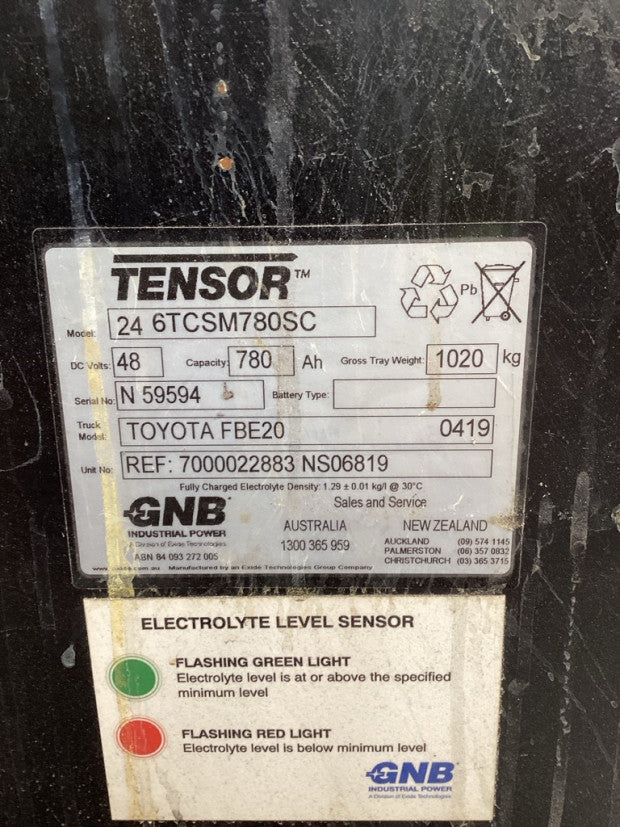 TENSOR™
Pb
Model: 24 6TCSM780SC
DC Volts: 48 Capacity: 780 Ah Gross Tray Weight: 1020 kg
Serial No: N 59594 Battery Type:
Truck Model: TOYOTA FBE20 0419
Unit No: REF: 7000022883 NS06819
Fully Charged Electrolyte Density: 1.29 ± 0.01 kg/l @ 30°C
GNB
INDUSTRIAL POWER
A Division of Exide Technologies
ABN 84 093 272 005
Sales and Service
AUSTRALIA
1300 365 959
NEW ZEALAND
AUCKLAND (09) 574 1145
PALMERSTON (06) 357 0832
CHRISTCHURCH (03) 365 3715
Manufactured by an Exide Technologies Group Company
ELECTROLYTE LEVEL SENSOR
FLASHING GREEN LIGHT
Electrolyte level is at or above the specified
minimum level
FLASHING RED LIGHT
Electrolyte level is below minimum level
GNB
INDUSTRIAL POWER
A Division of Exide Technologies